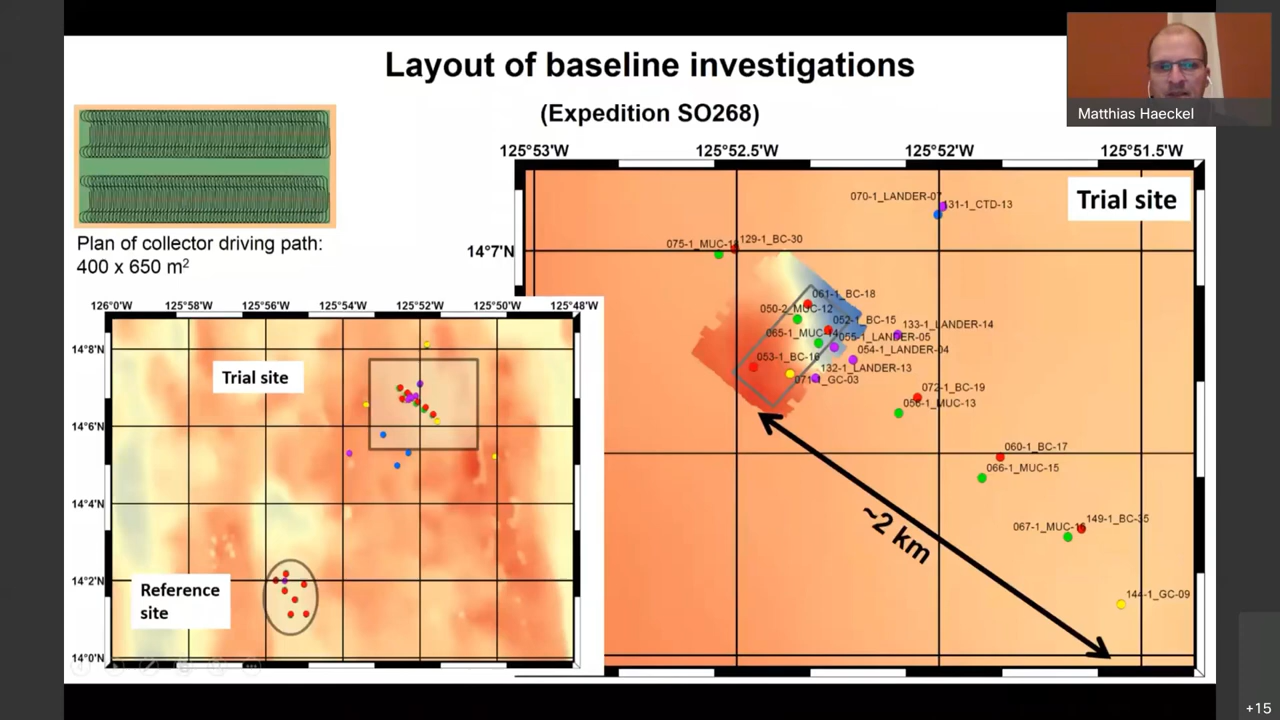 Layout of baseline investigations
(Expedition SO268)
Matthias Haeckel
Plan of collector driving path:
400 x 650 m²
125°53'W 125°52.5'W 125°52'W 125°51.5'W
Trial site
14°7'N
070-1_LANDER-07
131-1_CTD-13
075-1_MUC-18
129-1_BC-30
061-1_BC-18
050-2_MUC-12
052-1_BC-15
133-1_LANDER-14
065-1_MUC-14
055-1_LANDER-05
054-1_LANDER-04
053-1_BC-16
132-1_LANDER-13
071-1_GC-03
072-1_BC-19
056-1_MUC-13
060-1_BC-17
066-1_MUC-15
149-1_BC-35
067-1_MUC-16
144-1_GC-09
~2 km
126°0'W 125°58'W 125°56'W 125°54'W 125°52'W 125°50'W 125°48'W
14°8'N
Trial site
14°6'N
14°4'N
14°2'N
Reference
site
14°0'N
+15